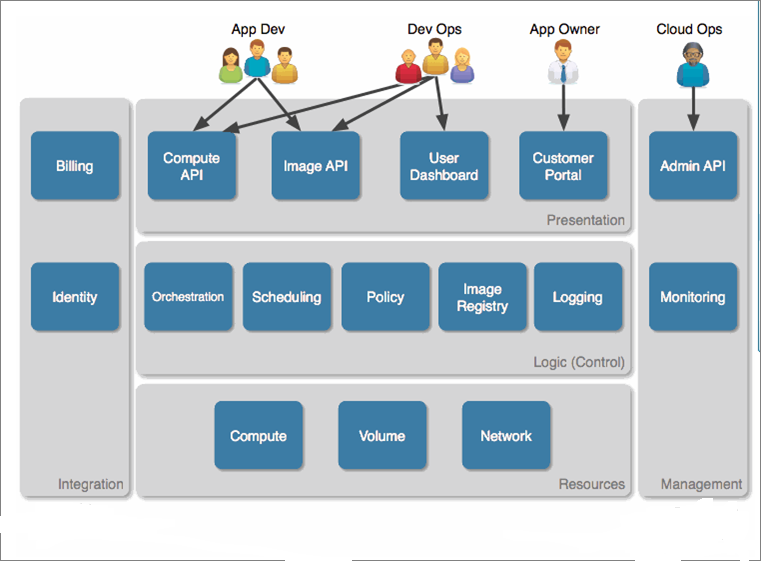 App Dev
Dev Ops
App Owner
Cloud Ops
Billing
Compute
API
Image API
User
Dashboard
Customer
Portal
Admin API
Presentation
Identity
Orchestration
Scheduling
Policy
Image
Registry
Logging
Monitoring
Logic (Control)
Compute
Volume
Network
Integration
Resources
Management